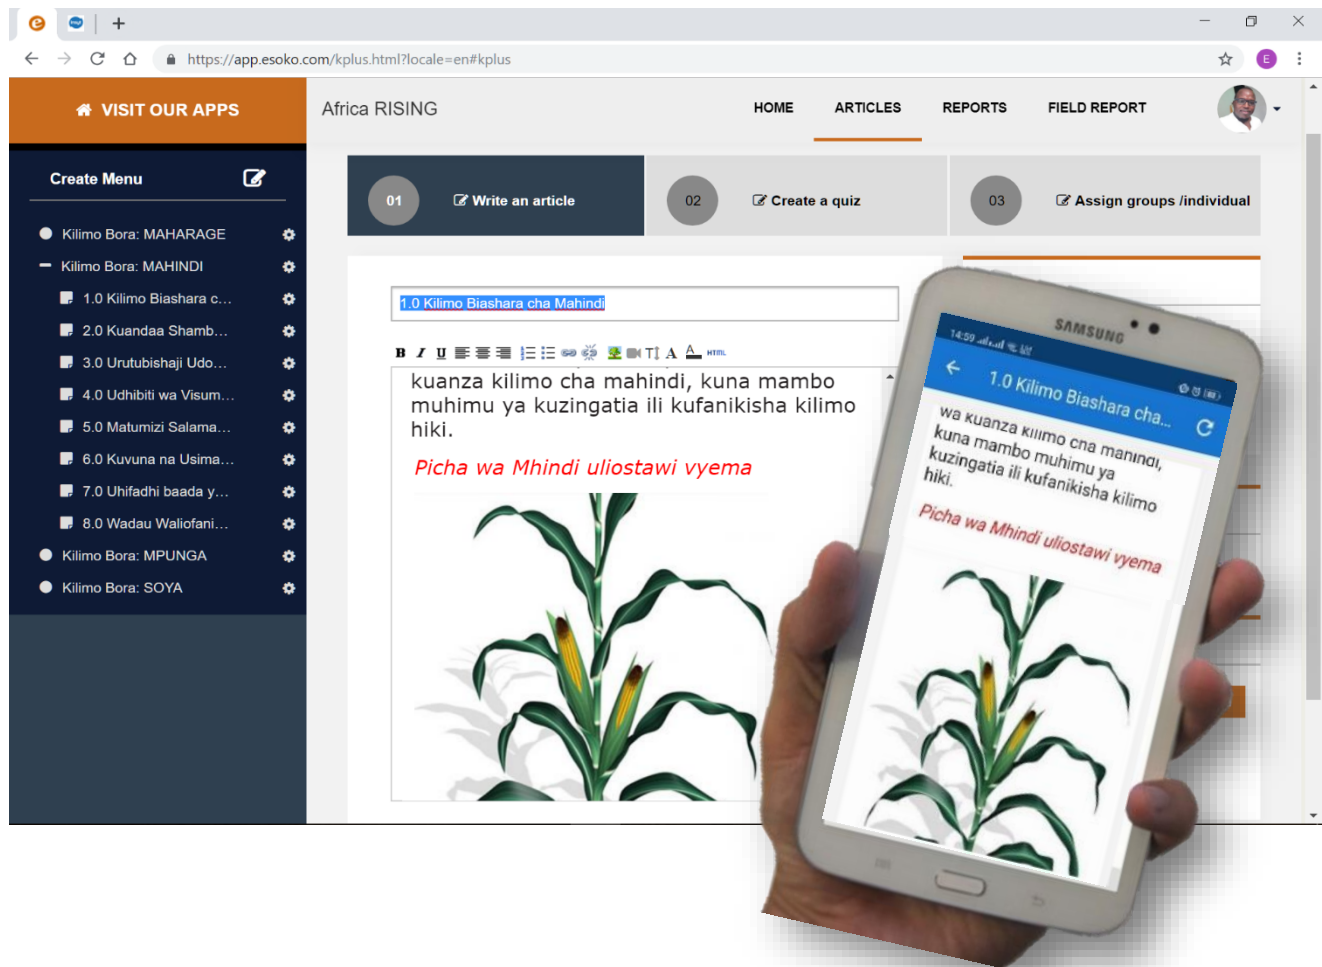 https://app.esoko.com/kplus.html?locale=en#kplus
E
VISIT OUR APPS
Africa RISING
HOME
ARTICLES
REPORTS
FIELD REPORT
Create Menu
01
Write an article
02
Create a quiz
03
Assign groups /individual
Kilimo Bora: MAHARAGE
Kilimo Bora: MAHINDI
1.0 Kilimo Biashara c...
2.0 Kuandaa Shamb...
3.0 Urutubishaji Udo...
4.0 Udhibiti wa Visum...
5.0 Matumizi Salama...
6.0 Kuvuna na Usima...
7.0 Uhifadhi baada y...
8.0 Wadau Waliofani...
Kilimo Bora: MPUNGA
Kilimo Bora: SOYA
1.0 Kilimo Biashara cha Mahindi
B I U T A A HTML
kuanza kilimo cha mahindi, kuna mambo
muhimu ya kuzingatia ili kufanikisha kilimo
hiki.
Picha wa Mhindi uliostawi vyema
SAMSUNG
14:59
1.0 Kilimo Biashara cha...
wa kuanza kilimo cha mahindi,
kuna mambo muhimu ya
kuzingatia ili kufanikisha kilimo
hiki.
Picha wa Mhindi uliostawi vyema